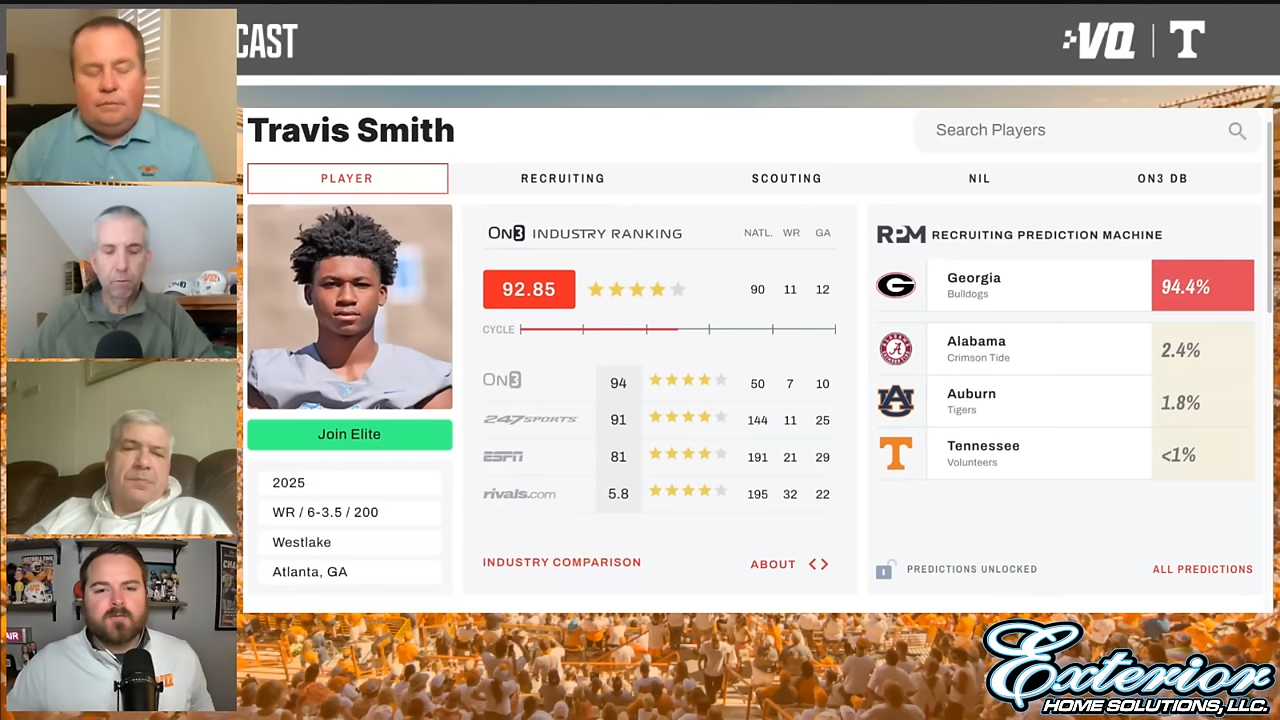 CAST
VQ | T
Travis Smith
Search Players
PLAYER RECRUITING SCOUTING NIL ON3 DB
ON3 INDUSTRY RANKING NATL. WR GA
92.85 90 11 12
CYCLE
ON3 94 50 7 10
247SPORTS 91 144 11 25
ESPN 81 191 21 29
rivals.com 5.8 195 32 22
INDUSTRY COMPARISON ABOUT
Join Elite
2025
WR / 6-3.5 / 200
Westlake
Atlanta, GA
RPM RECRUITING PREDICTION MACHINE
G Georgia 94.4%
Bulldogs
Alabama 2.4%
Crimson Tide
AU Auburn 1.8%
Tigers
T Tennessee <1%
Volunteers
PREDICTIONS UNLOCKED ALL PREDICTIONS
ON3
AIR
Exterior
HOME SOLUTIONS, LLC.